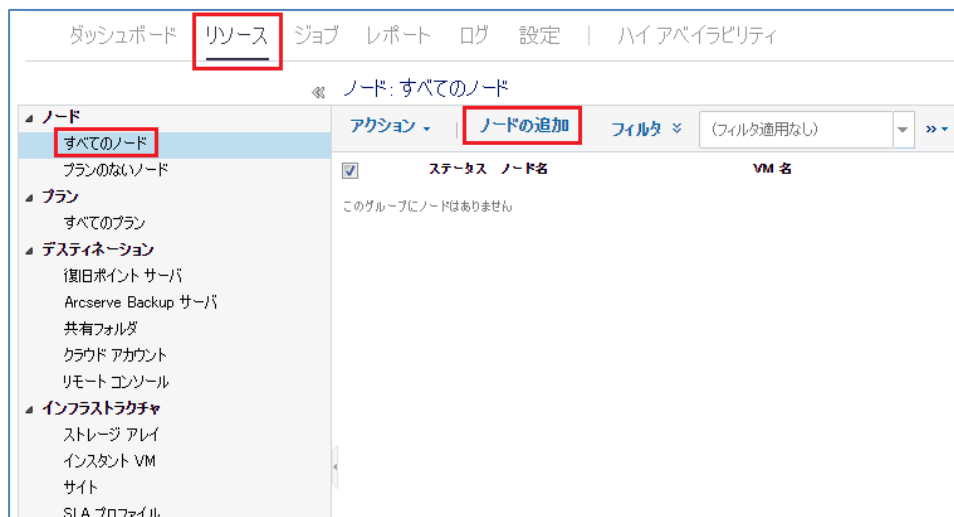 ダッシュボード リソース ジョブ レポート ログ 設定 | ハイ アベイラビリティ
ノード: すべてのノード
ノード
すべてのノード
プランのないノード
プラン
すべてのプラン
デスティネーション
復旧ポイント サーバ
Arcserve Backup サーバ
共有フォルダ
クラウド アカウント
リモート コンソール
インフラストラクチャ
ストレージ アレイ
インスタント VM
サイト
SLA プロファイル
アクション | ノードの追加 フィルタ (フィルタ適用なし)
ステータス ノード名 VM 名
このグループにノードはありません